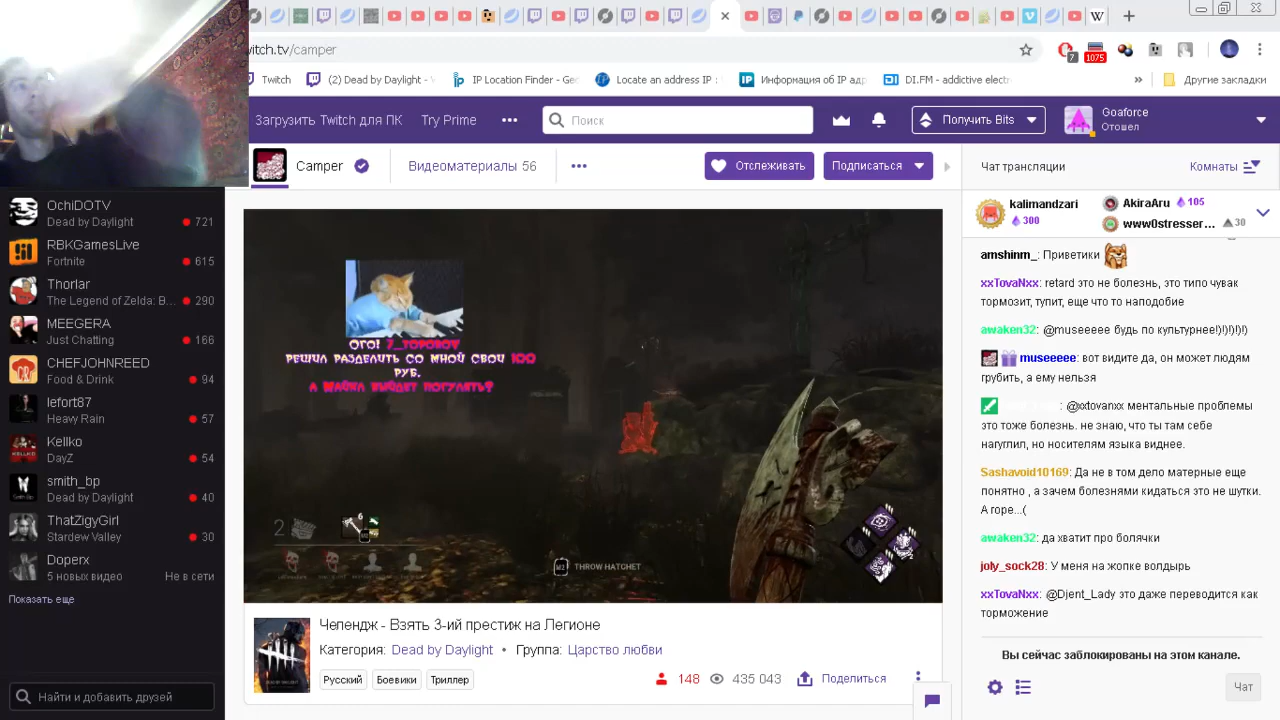 itch.tv/camper
7
1075
Twitch
(2) Dead by Daylight -
IP Location Finder - Ge
Locate an address IP :
Информация об IP ад
DI.FM - addictive electr
»
Другие закладки
Загрузить Twitch для ПК
Try Prime
Поиск
Получить Bits
Goaforce
Отошел
Camper
Видеоматериалы 56
Отслеживать
Подписаться
Чат трансляции
Комнаты
OchiDOTV
Dead by Daylight
721
RBKGamesLive
Fortnite
615
Thorlar
The Legend of Zelda: B...
290
MEEGERA
Just Chatting
166
CHEFJOHNREED
Food & Drink
94
lefort87
Heavy Rain
57
Kellko
DayZ
54
smith_bp
Dead by Daylight
40
ThatZigyGirl
Stardew Valley
30
Doperx
5 новых видео
Не в сети
Показать еще
Найти и добавить друзей
ОГО! 7_TOPOBOV
РЕШИЛ РАЗДЕЛИТЬ СО МНОЙ СВОИ 100
РУБ.
А МАЙКЛ ВЫЙДЕТ ПОГУЛЯТЬ?
2
6
M2
M2 THROW HATCHET
Челендж - Взять 3-ий престиж на Легионе
Категория: Dead by Daylight • Группа: Царство любви
Русский
Боевики
Триллер
148
435 043
Поделиться
kalimandzari
300
AkiraAru 105
www0stresser... 30
amshinm_: Приветики
xxTovaNxx: retard это не болезнь, это типо чувак
тормозит, тупит, еще что то наподобие
awaken32: @museeeee будь по культурнее!)!)!)!)!)
museeeee: вот видите да, он может людям
грубить, а ему нельзя
: @xxtovanxx ментальные проблемы
это тоже болезнь. не знаю, что ты там себе
нагуглил, но носителям языка виднее.
Sashavoid10169: Да не в том дело матерные еще
понятно , а зачем болезнями кидаться это не шутки.
А горе...(
awaken32: да хватит про болячки
joly_sock28: У меня на жопке волдырь
xxTovaNxx: @Djent_Lady это даже переводится как
торможение
Вы сейчас заблокированы на этом канале.
Чат